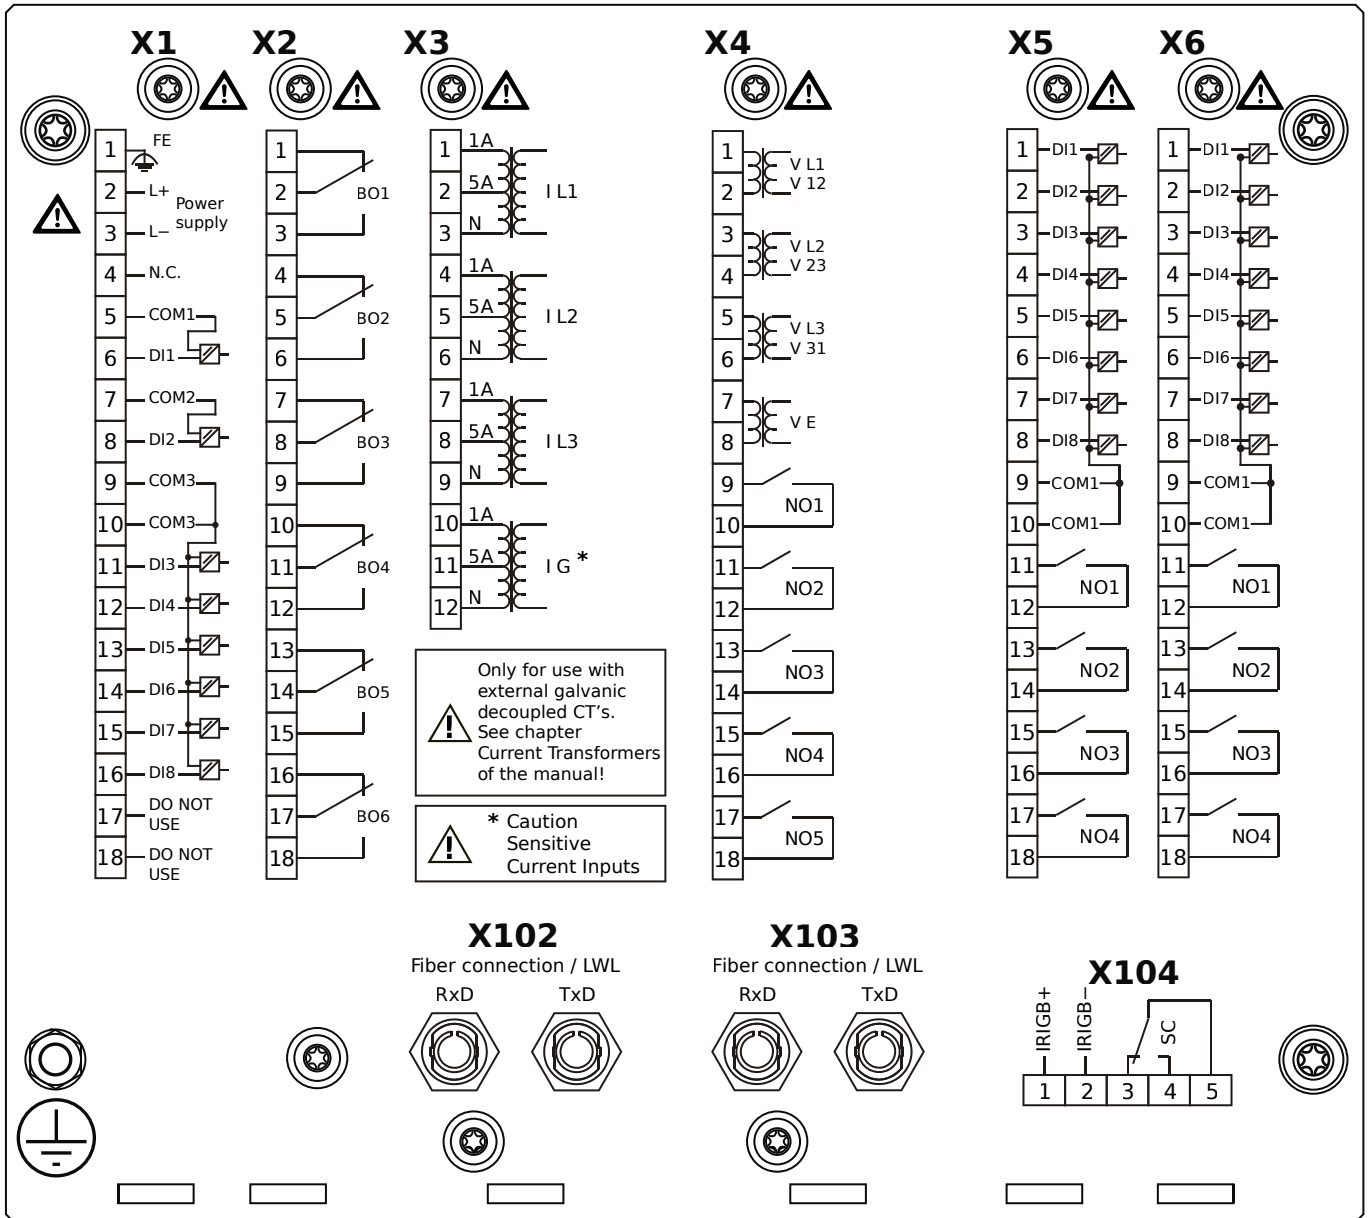 X1 X2 X3 X4 X5 X6
1 FE
2 L+ Power
supply
3 L−
4 N.C.
5 COM1
6 DI1
7 COM2
8 DI2
9 COM3
10 COM3
11 DI3
12 DI4
13 DI5
14 DI6
15 DI7
16 DI8
17 DO NOT
USE
18 DO NOT
USE
1
2 BO1
3
4
5 BO2
6
7
8 BO3
9
10
11 BO4
12
13
14 BO5
15
16
17 BO6
18
1 1A
2 5A I L1
3 N
4 1A
5 5A I L2
6 N
7 1A
8 5A I L3
9 N
10 1A
11 5A I G *
12 N
Only for use with
external galvanic
decoupled CT's.
See chapter
Current Transformers
of the manual!
* Caution
Sensitive
Current Inputs
1 V L1
2 V 12
3 V L2
4 V 23
5 V L3
6 V 31
7 V E
8
9 NO1
10
11 NO2
12
13 NO3
14
15 NO4
16
17 NO5
18
1 DI1
2 DI2
3 DI3
4 DI4
5 DI5
6 DI6
7 DI7
8 DI8
9 COM1
10 COM1
11 NO1
12
13 NO2
14
15 NO3
16
17 NO4
18
1 DI1
2 DI2
3 DI3
4 DI4
5 DI5
6 DI6
7 DI7
8 DI8
9 COM1
10 COM1
11 NO1
12
13 NO2
14
15 NO3
16
17 NO4
18
X102
Fiber connection / LWL
RxD TxD
X103
Fiber connection / LWL
RxD TxD
X104
IRIGB+ IRIGB− SC
1 2 3 4 5